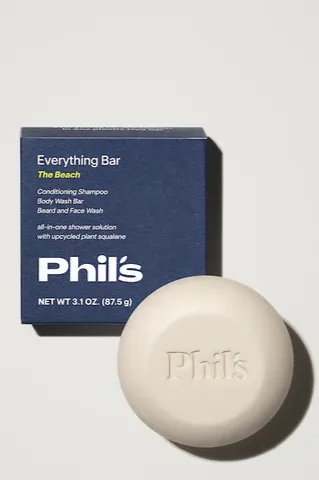 Everything Bar
The Beach
Conditioning Shampoo
Body Wash Bar
Beard and Face Wash
all-in-one shower solution
with upcycled plant squalane
Phil's
NET WT 3.1 OZ. (87.5 g)
Phil's